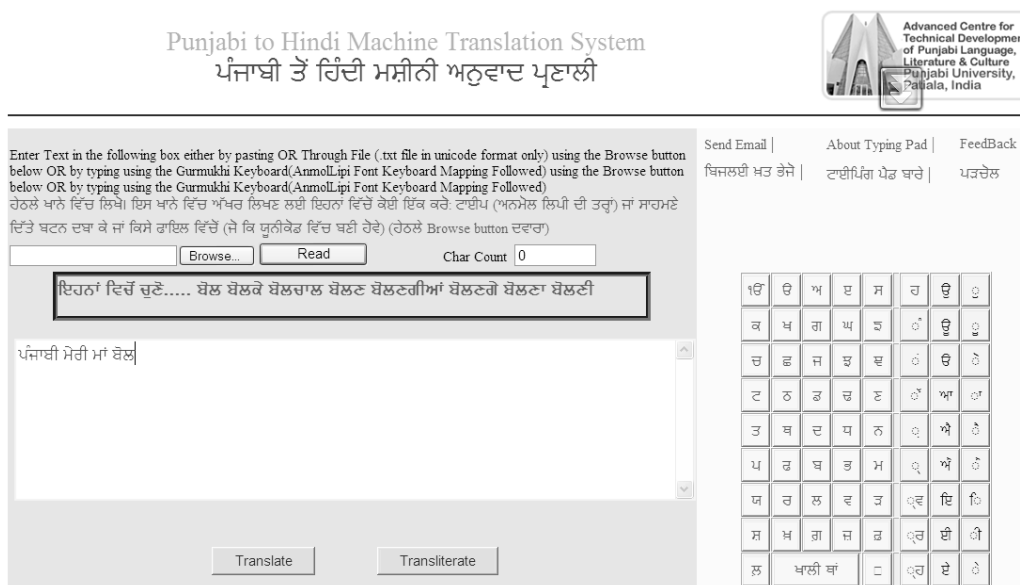 Punjabi to Hindi Machine Translation System
ਪੰਜਾਬੀ ਤੋਂ ਹਿੰਦੀ ਮਸ਼ੀਨੀ ਅਨੁਵਾਦ ਪ੍ਰਣਾਲੀ
Advanced Centre for
Technical Developmen
of Punjabi Language,
Literature & Culture
Punjabi University,
Patiala, India
Enter Text in the following box either by pasting OR Through File (.txt file in unicode format only) using the Browse button
below OR by typing using the Gurmukhi Keyboard(AnmolLipi Font Keyboard Mapping Followed) using the Browse button
below OR by typing using the Gurmukhi Keyboard(AnmolLipi Font Keyboard Mapping Followed)
ਹੇਠਲੇ ਖਾਨੇ ਵਿੱਚ ਲਿਖੋ। ਇਸ ਖਾਨੇ ਵਿੱਚ ਅੱਖਰ ਲਿਖਣ ਲਈ ਇਹਨਾਂ ਵਿੱਚੋਂ ਕੋਈ ਇੱਕ ਕਰੋ: ਟਾਈਪ (ਅਨਮੋਲ ਲਿਪੀ ਦੀ ਤਰ੍ਹਾਂ) ਜਾਂ ਸਾਹਮਣੇ
ਦਿੱਤੇ ਬਟਨ ਦਬਾ ਕੇ ਜਾਂ ਕਿਸੇ ਫਾਇਲ ਵਿੱਚੋਂ (ਜੋ ਕਿ ਯੂਨੀਕੋਡ ਵਿੱਚ ਬਣੀ ਹੋਵੇ) (ਹੇਠਲੇ Browse button ਦਵਾਰਾ)
Browse... Read Char Count 0
ਇਹਨਾਂ ਵਿਚੋਂ ਚੁਣੋ..... ਬੋਲ ਬੋਲਕੇ ਬੋਲਚਾਲ ਬੋਲਣ ਬੋਲਣਗੀਆਂ ਬੋਲਣਗੇ ਬੋਲਣਾ ਬੋਲਣੀ
ਪੰਜਾਬੀ ਮੇਰੀ ਮਾਂ ਬੋਲ
Translate Transliterate
Send Email | About Typing Pad | FeedBack
ਬਿਜਲਈ ਖ਼ਤ ਭੇਜੋ | ਟਾਈਪਿੰਗ ਪੈਡ ਬਾਰੇ | ਪੜਚੋਲ
ੴ ੳ ਅ ੲ ਸ ਹ ਉ ੁ
ਕ ਖ ਗ ਘ ਙ ੰ ਊ ੂ
ਚ ਛ ਜ ਝ ਞ ਂ ਓ ੋ
ਟ ਠ ਡ ਢ ਣ ੱ ਆ ਾ
ਤ ਥ ਦ ਧ ਨ ਼ ਐ ੈ
ਪ ਫ ਬ ਭ ਮ ੍ ਔ ੌ
ਯ ਰ ਲ ਵ ੜ ੍ਵ ਇ ਿ
ਸ਼ ਖ਼ ਗ਼ ਜ਼ ਫ਼ ੍ਰ ਈ ੀ
ਲ਼ ਖਾਲੀ ਥਾਂ □ ੍ਹ ਏ ੇ